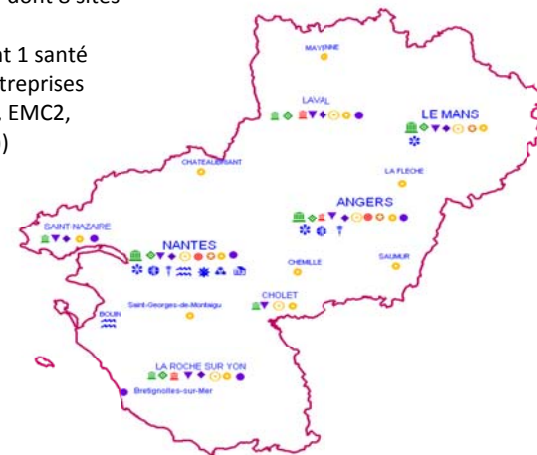 dont 8 sites
t 1 santé
treprises
, EMC2,
)
MAYENNE
LAVAL
LE MANS
CHATEAUBRIANT
LA FLECHE
ANGERS
SAINT-NAZAIRE
NANTES
CHEMILLE
SAUMUR
CHOLET
BOUIN
Saint-Georges-de-Montaigu
LA ROCHE SUR YON
Bretignolles-sur-Mer